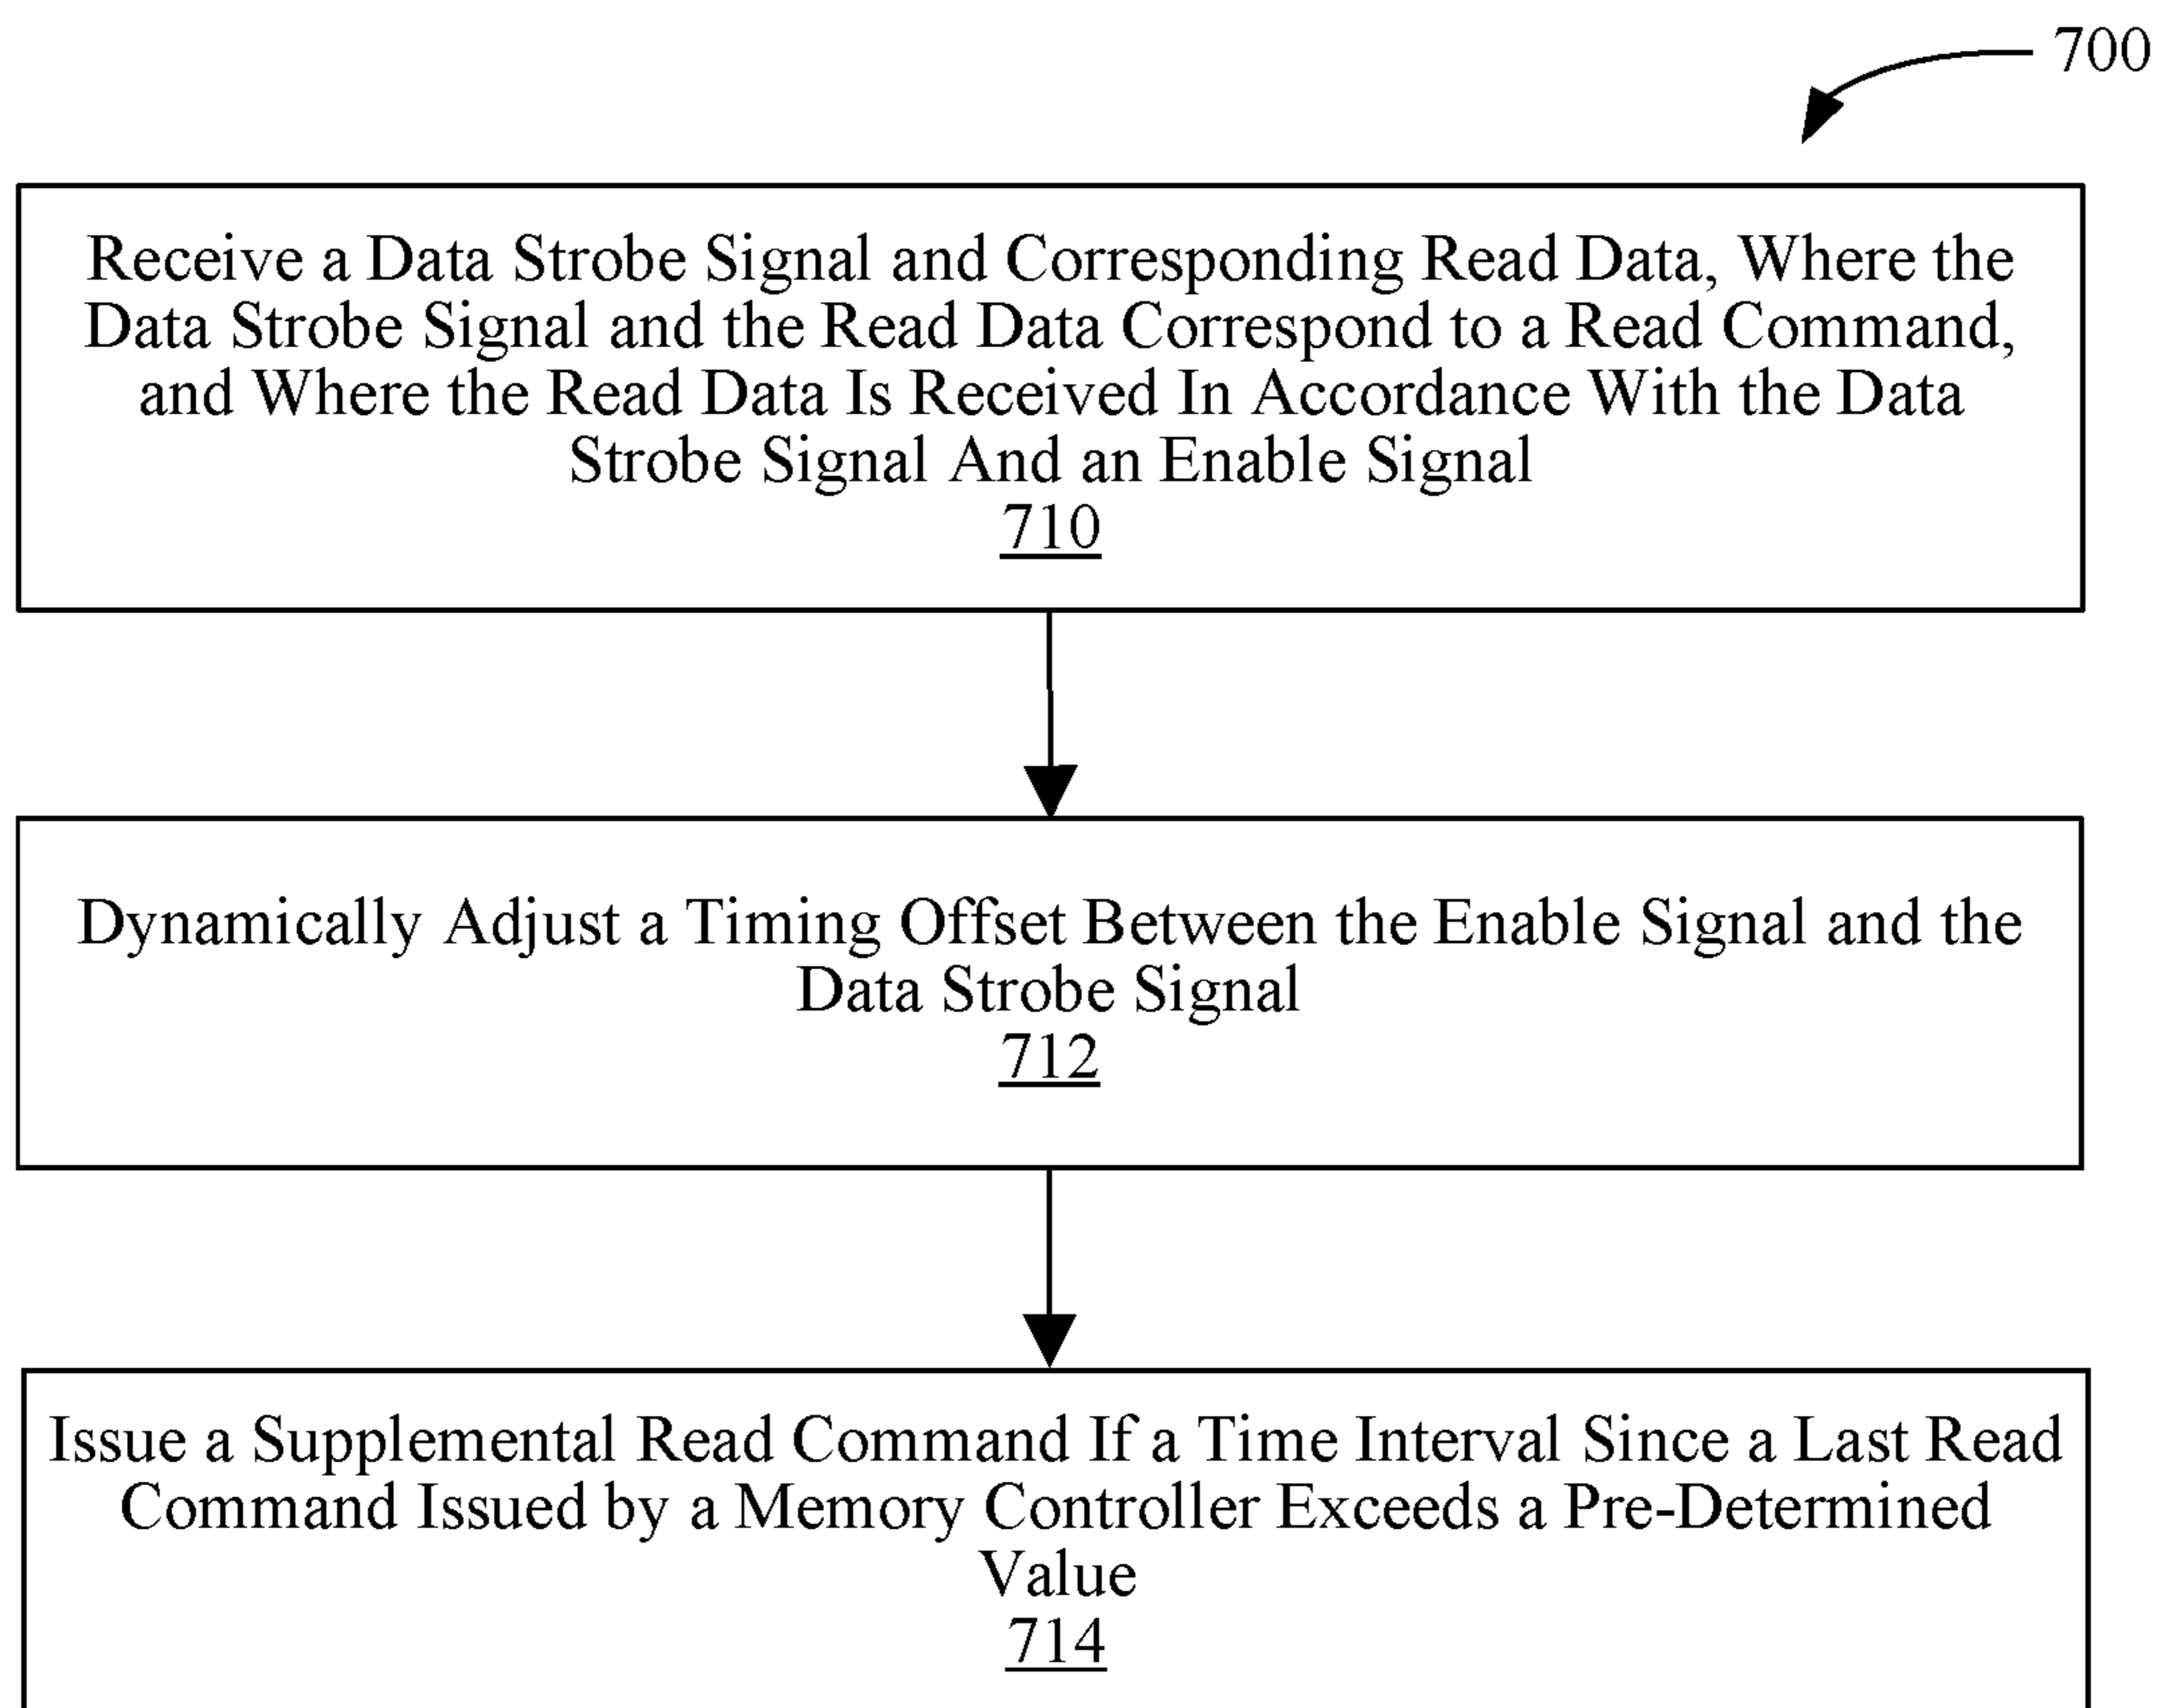 700
Receive a Data Strobe Signal and Corresponding Read Data, Where the
Data Strobe Signal and the Read Data Correspond to a Read Command,
and Where the Read Data Is Received In Accordance With the Data
Strobe Signal And an Enable Signal
710
Dynamically Adjust a Timing Offset Between the Enable Signal and the
Data Strobe Signal
712
Issue a Supplemental Read Command If a Time Interval Since a Last Read
Command Issued by a Memory Controller Exceeds a Pre-Determined
Value
714